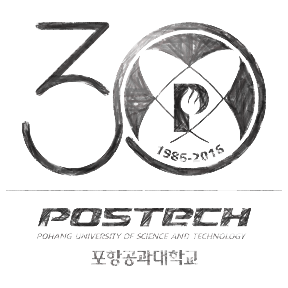 30
P
1986-2016
POSTECH
POHANG UNIVERSITY OF SCIENCE AND TECHNOLOGY
포항공과대학교